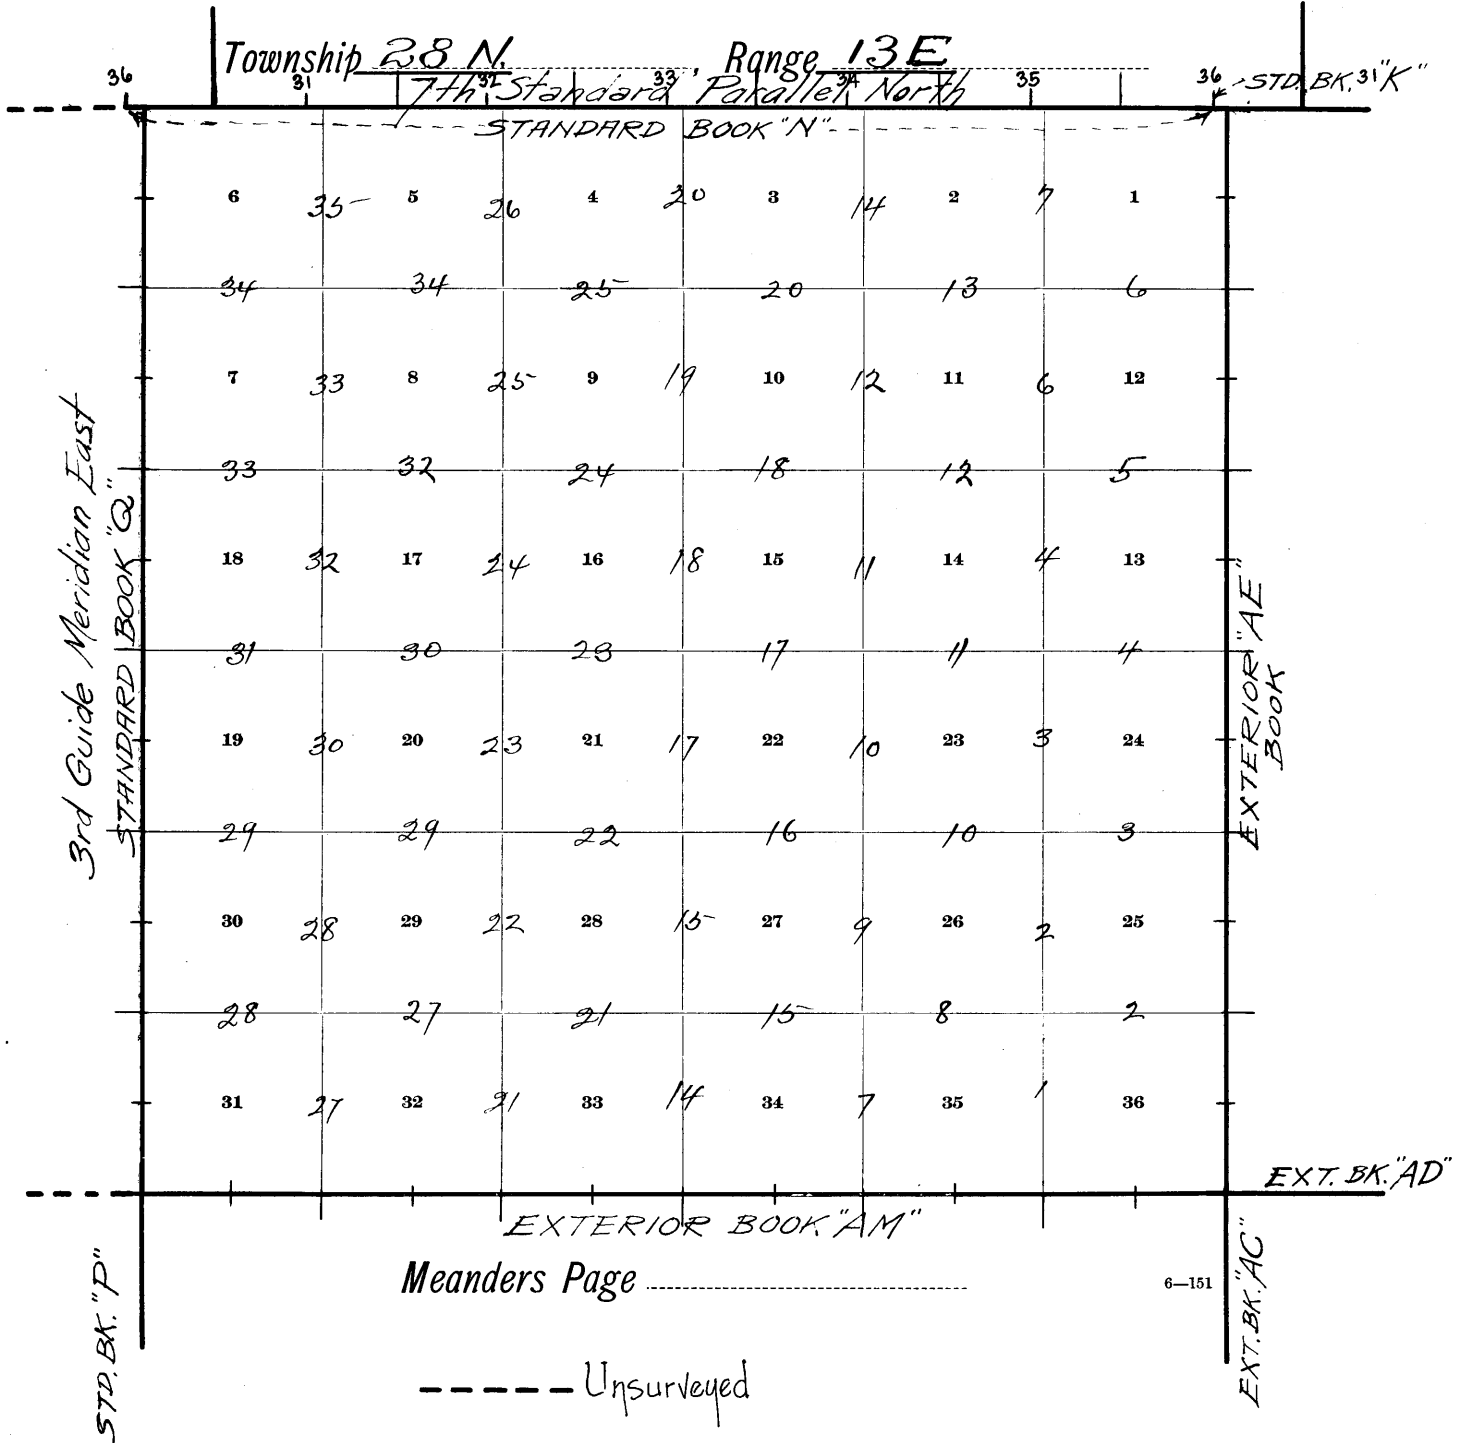 Township 28 N. , Range 13 E
36 31 32 33 34 35 36 STD. BK. 31 "K"
7th Standard Parallel North
STANDARD BOOK "N"
6 35 5 26 4 20 3 14 2 7 1
34 34 25 20 13 6
7 33 8 25 9 19 10 12 11 6 12
33 32 24 18 12 5
18 32 17 24 16 18 15 11 14 4 13
31 30 23 17 11 4
19 30 20 23 21 17 22 10 23 3 24
29 29 22 16 10 3
30 28 29 22 28 15 27 9 26 2 25
28 27 21 15 8 2
31 27 32 21 33 14 34 7 35 1 36
3rd Guide Meridian East
STANDARD BOOK "Q"
EXTERIOR "AE"
BOOK
EXT. BK. "AD"
EXTERIOR BOOK "AM"
Meanders Page
6—151
STD. BK. "P"
EXT. BK. "AC"
Unsurveyed